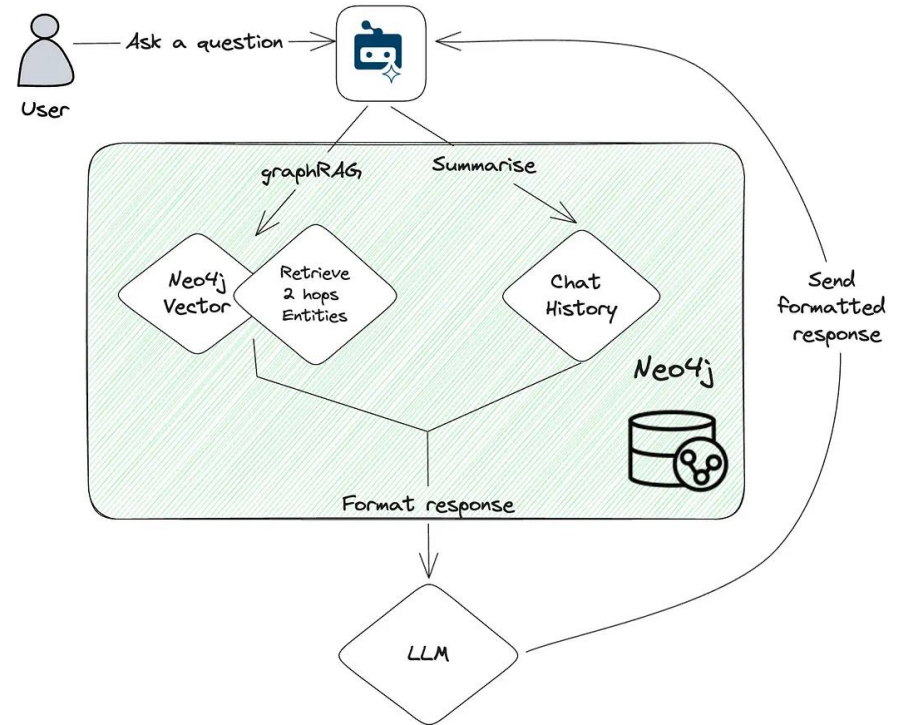 Ask a question
User
graphRAG
Summarise
Neo4j
Vector
Retrieve
2 hops
Entities
Chat
History
Send
formatted
response
Neo4j
Format response
LLM